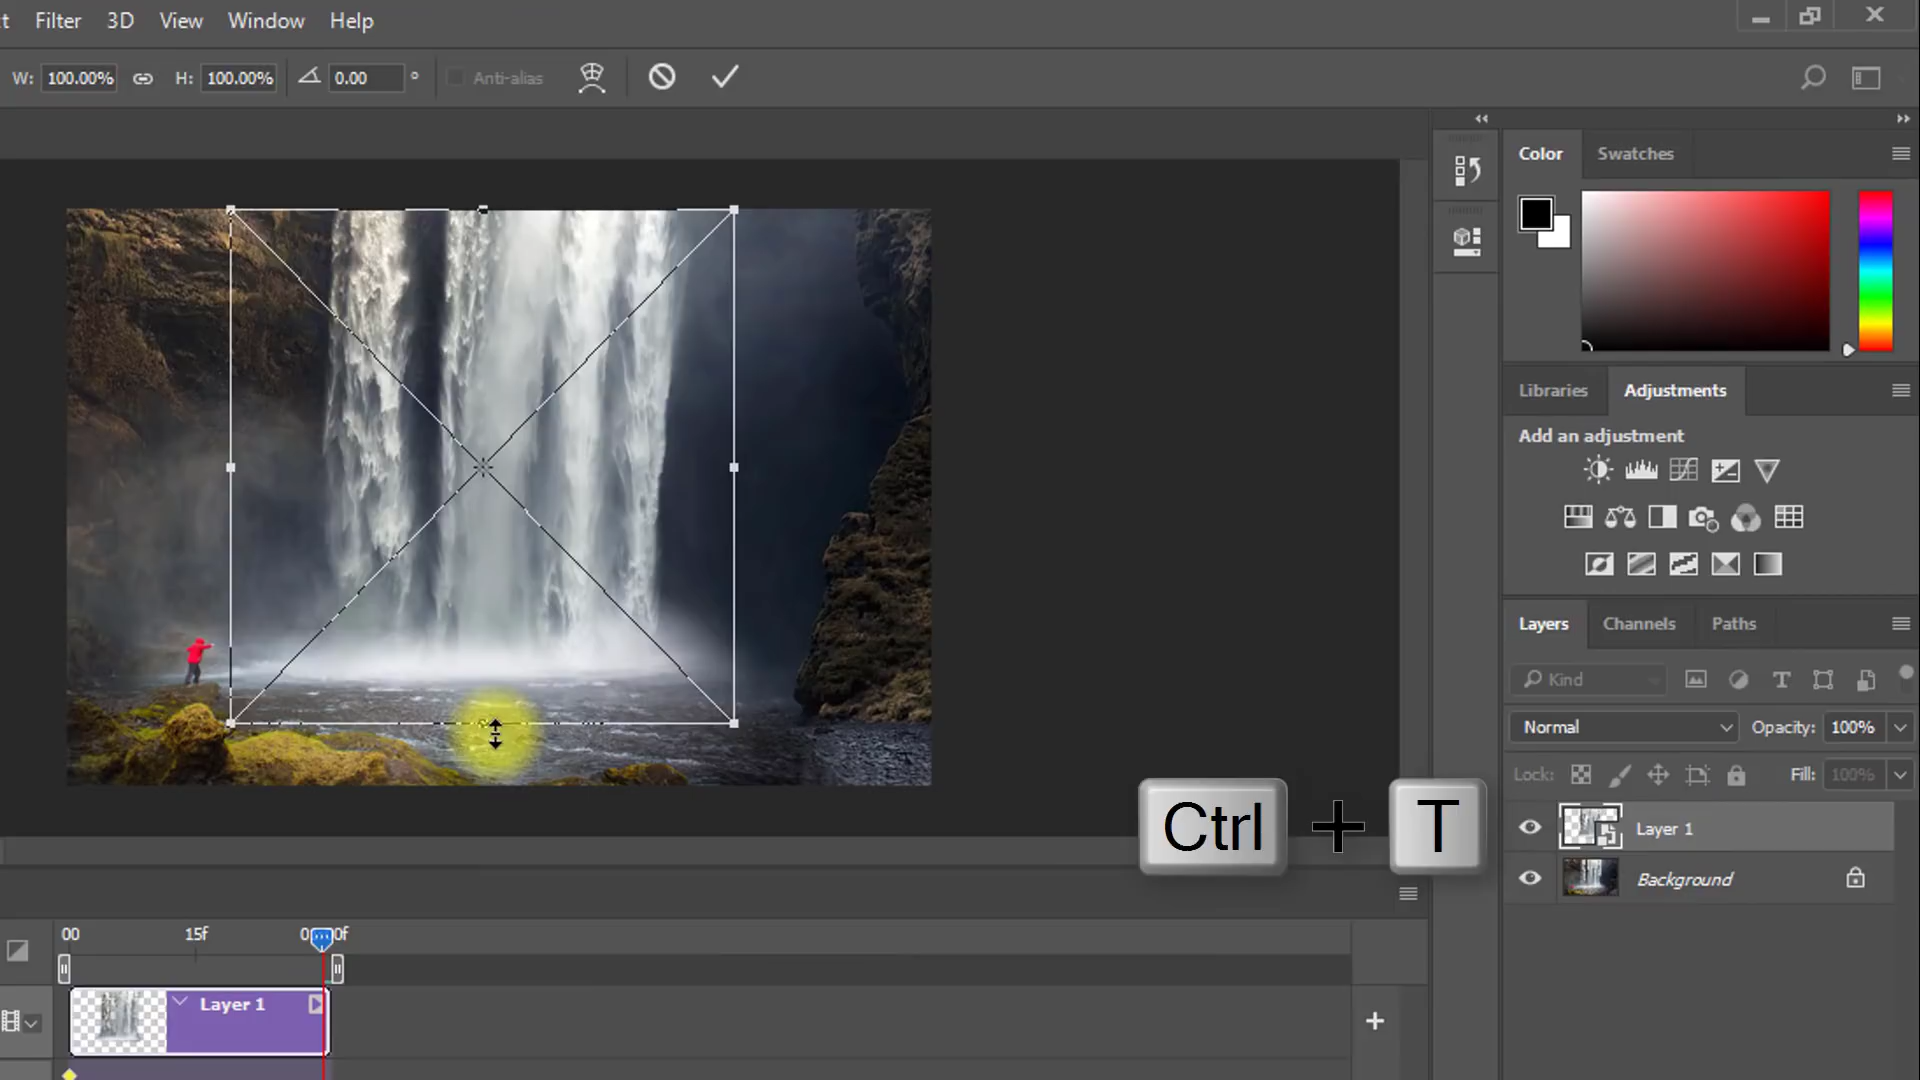 t Filter 3D View Window Help
W: 100.00% H: 100.00% 0.00 ° Anti-alias
Color Swatches
Libraries Adjustments
Add an adjustment
Layers Channels Paths
Kind
Normal Opacity: 100%
Lock: Fill: 100%
Ctrl + T
Layer 1
Background
00 15f 0 0f
Layer 1